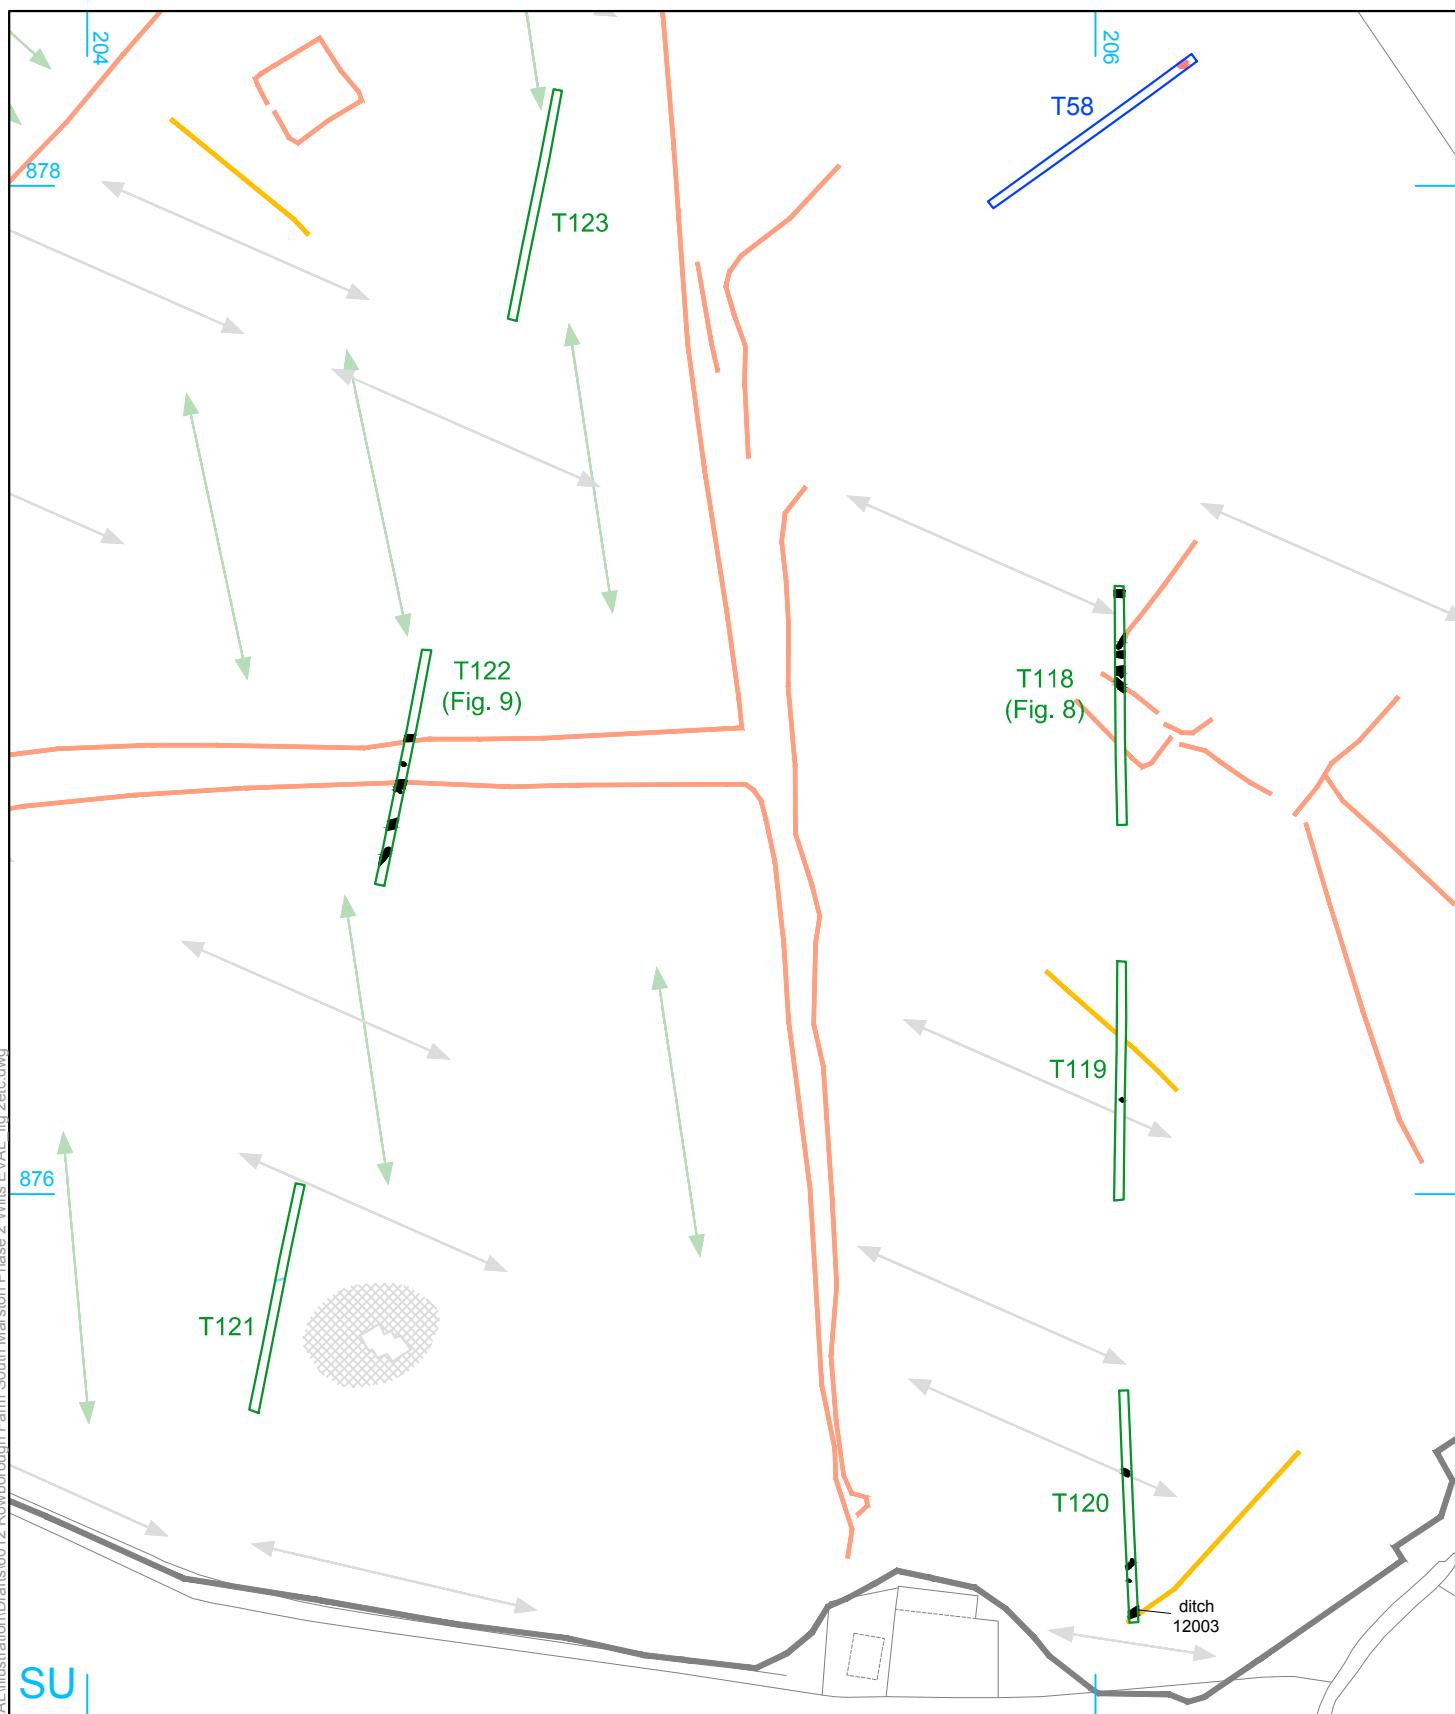 204
206
T58
878
T123
T122
(Fig. 9)
T118
(Fig. 8)
T119
876
T121
T120
ditch
12003
SU